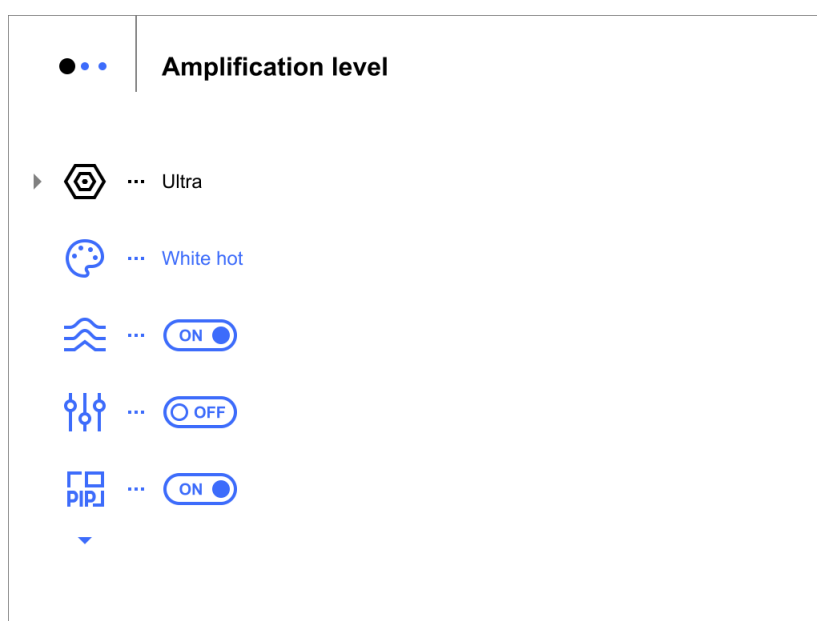 Amplification level
Ultra
White hot
ON
OFF
PIP
ON